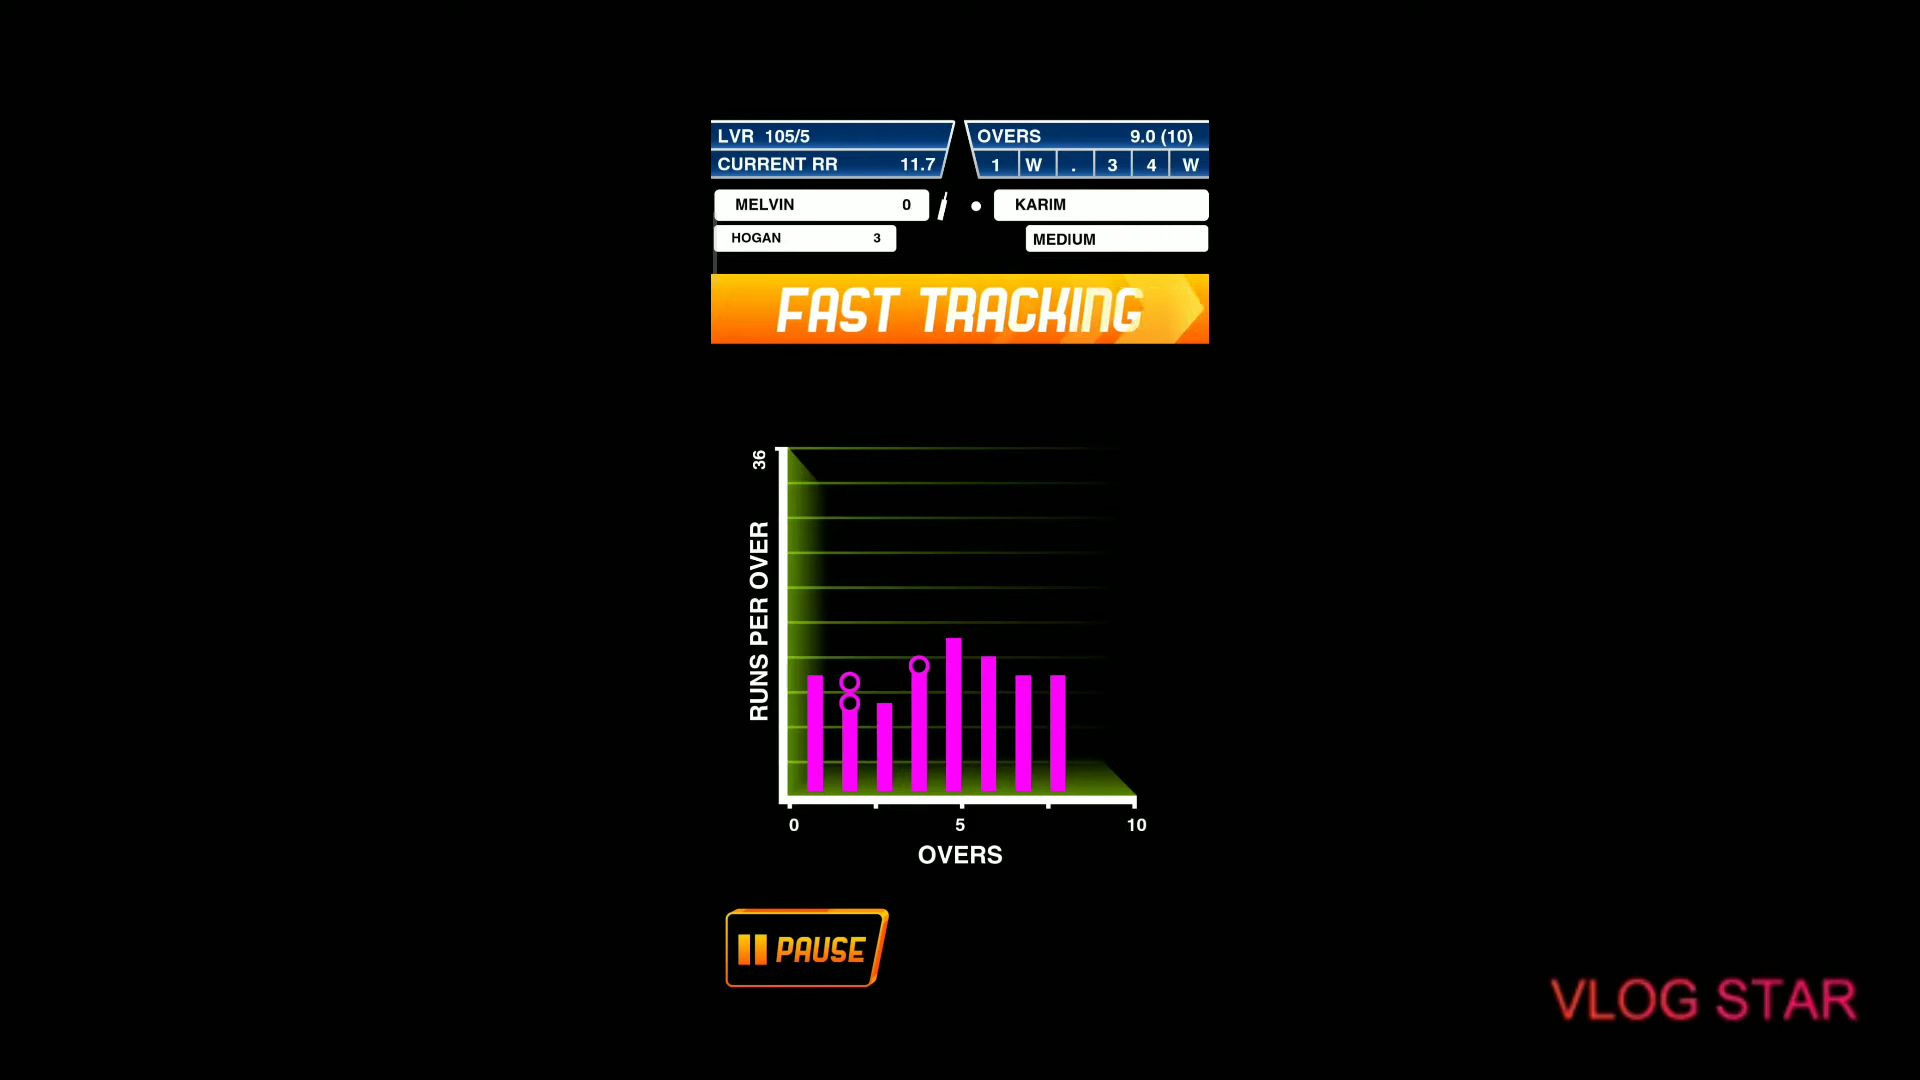 LVR 105/5
CURRENT RR 11.7
OVERS 9.0 (10)
1 W . 3 4 W
MELVIN 0
HOGAN 3
KARIM
MEDIUM
FAST TRACKING
36
RUNS PER OVER
0 5 10
OVERS
PAUSE
VLOG STAR